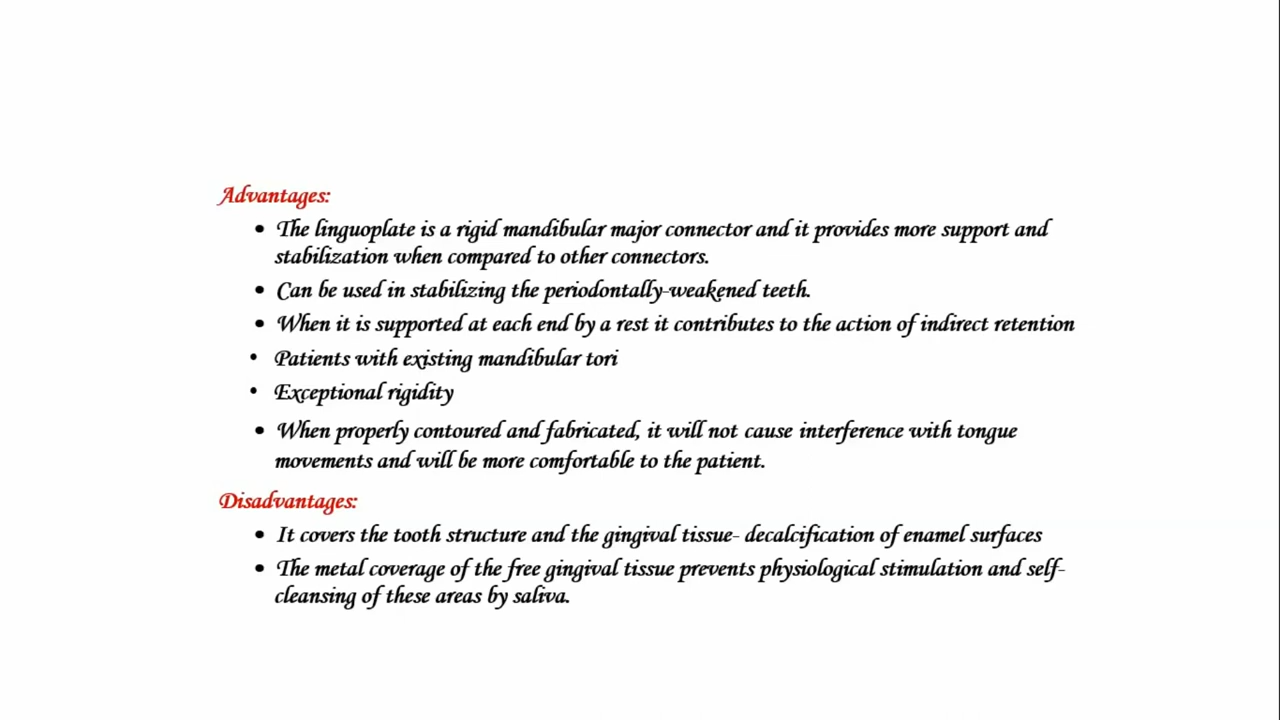 Advantages:
• The linguoplate is a rigid mandibular major connector and it provides more support and
stabilization when compared to other connectors.
• Can be used in stabilizing the periodontally-weakened teeth.
• When it is supported at each end by a rest it contributes to the action of indirect retention
• Patients with existing mandibular tori
• Exceptional rigidity
• When properly contoured and fabricated, it will not cause interference with tongue
movements and will be more comfortable to the patient.
Disadvantages:
• It covers the tooth structure and the gingival tissue- decalcification of enamel surfaces
• The metal coverage of the free gingival tissue prevents physiological stimulation and self-
cleansing of these areas by saliva.